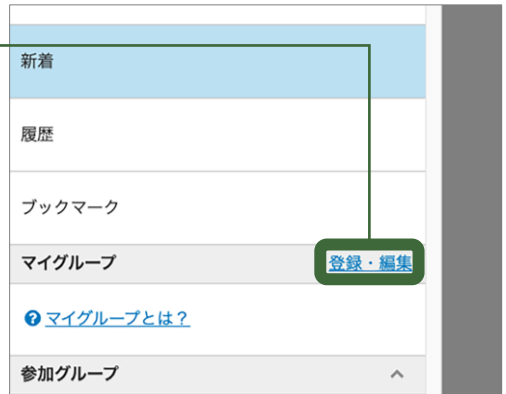 新着
履歴
ブックマーク
マイグループ 登録・編集
マイグループとは？
参加グループ